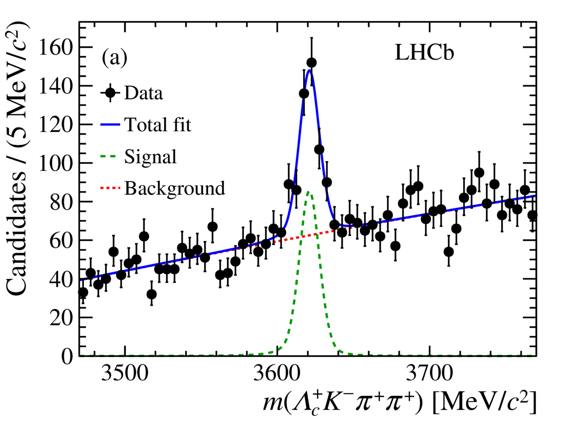 160
140
120
100
80
60
40
20
0
Candidates / (5 MeV/c²)
(a)
LHCb
Data
Total fit
Signal
Background
3500
3600
3700
m(Λc⁺K⁻π⁺π⁺) [MeV/c²]